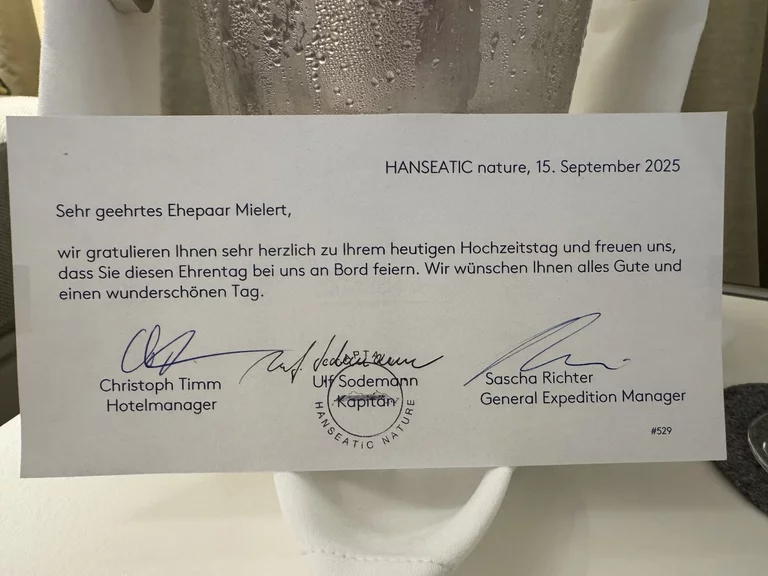 HANSEATIC nature, 15. September 2025
Sehr geehrtes Ehepaar Mielert,
wir gratulieren Ihnen sehr herzlich zu Ihrem heutigen Hochzeitstag und freuen uns,
dass Sie diesen Ehrentag bei uns an Bord feiern. Wir wünschen Ihnen alles Gute und
einen wunderschönen Tag.
Christoph Timm
Hotelmanager
Ulf Sodemann
Ulf Sodemann
Kapitän
HANSEATIC NATURE
Sascha Richter
General Expedition Manager
#529